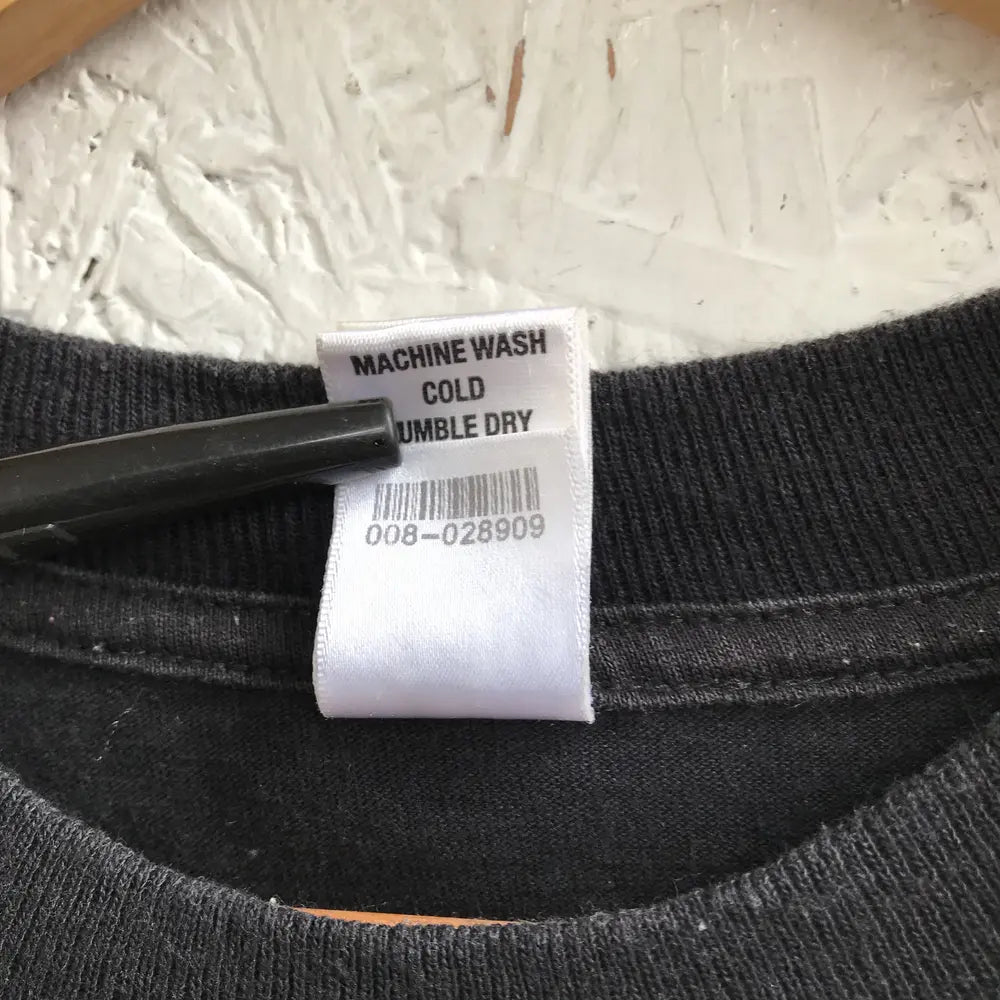 MACHINE WASH
COLD
UMBLE DRY
008-028909